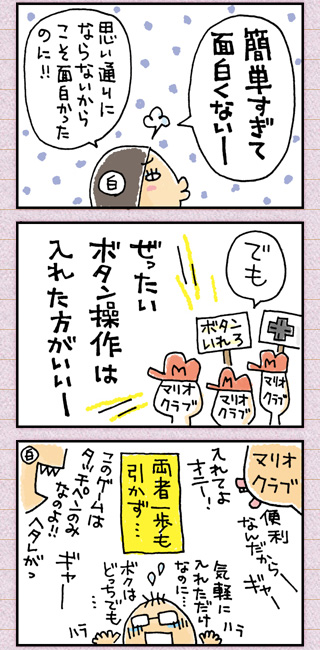 簡単すぎて
面白くないー
思い通りに
ならないから
こそ面白かった
のに!!
自
でも
ぜったい
ボタン操作は
入れた方がいいー
ボタン
いれろ
マリオ
クラブ
マリオ
クラブ
マリオ
クラブ
マリオ
クラブ
便利
なんだから
ギャー
入れてよ
オニー!
両者一歩も
引かず…
自
このゲームは
タッチペンのみ
なのよ!!
ヘタレがっ
ギャー
気軽に
入れただけ
なのに…
ボクは
どっちでも
…
ハラ
ハラ